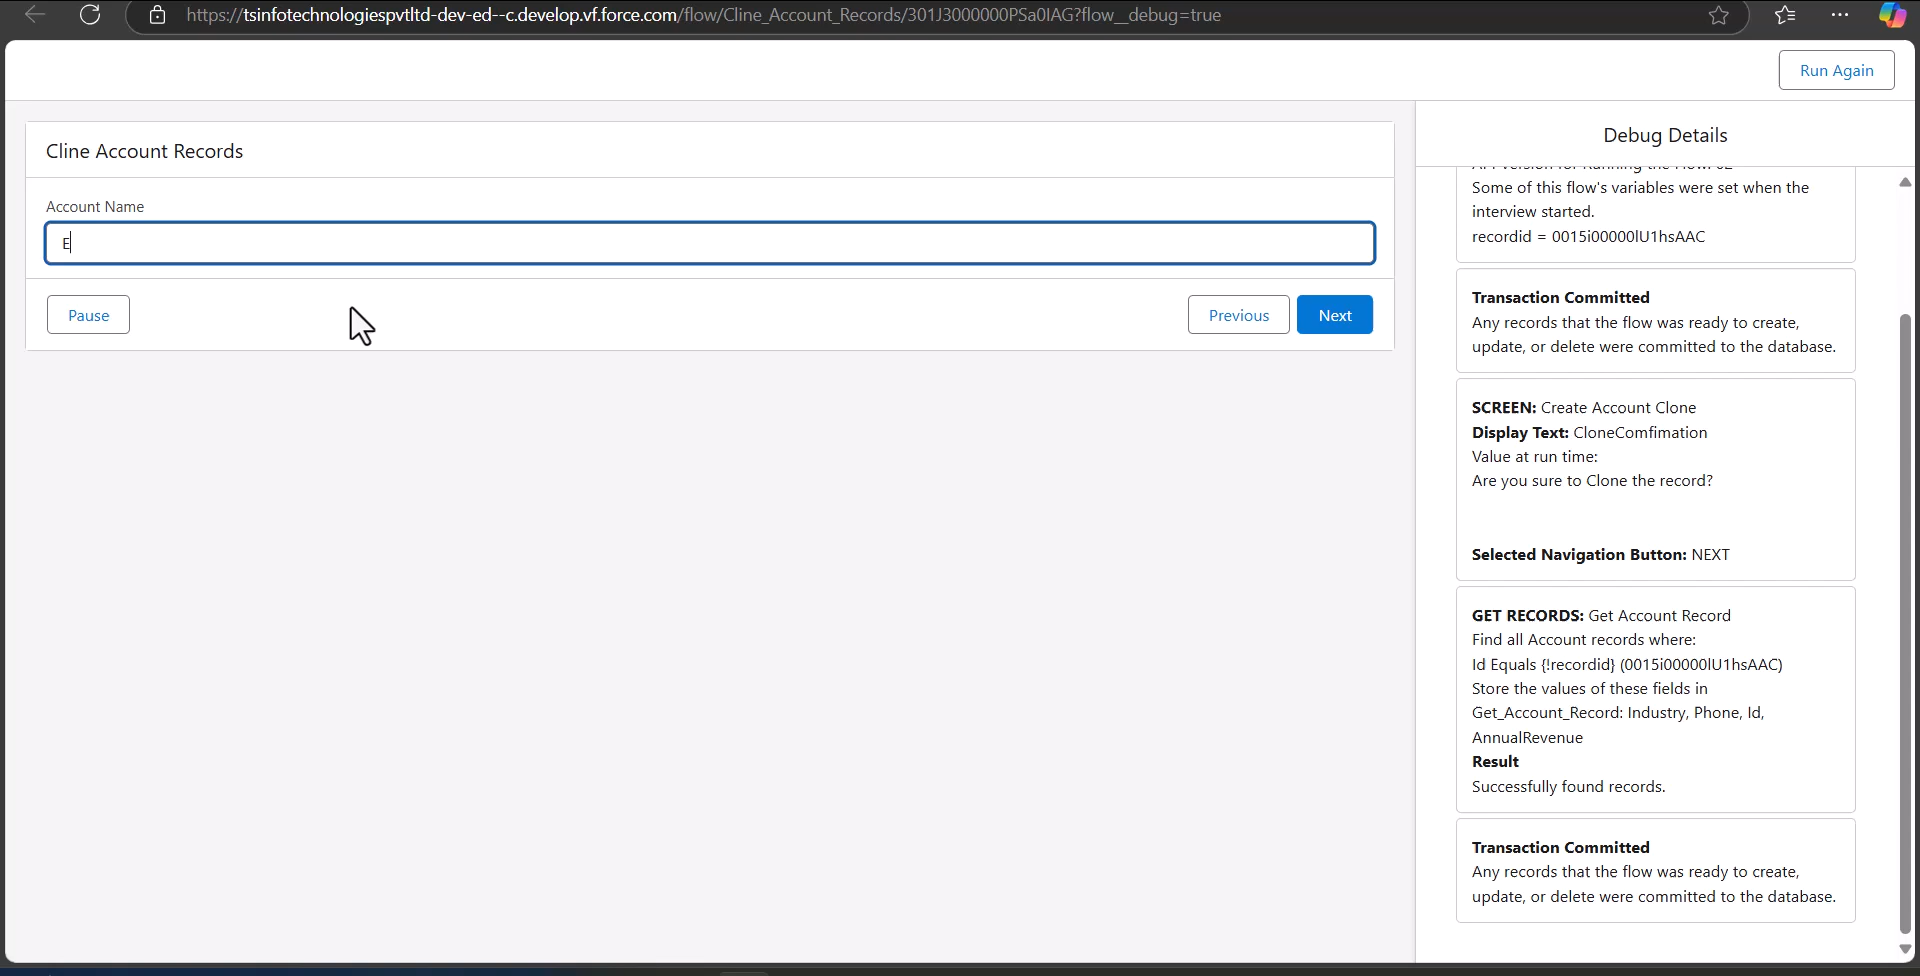 https://tsinfotechnologiespvtltd-dev-ed--c.develop.vf.force.com/flow/Cline_Account_Records/301J3000000PSa0IAG?flow__debug=true
Run Again
Cline Account Records
Account Name
E
Pause
Previous
Next
Debug Details
Some of this flow's variables were set when the
interview started.
recordid = 0015i00000IU1hsAAC
Transaction Committed
Any records that the flow was ready to create,
update, or delete were committed to the database.
SCREEN: Create Account Clone
Display Text: CloneComfimation
Value at run time:
Are you sure to Clone the record?
Selected Navigation Button: NEXT
GET RECORDS: Get Account Record
Find all Account records where:
Id Equals {!recordid} (0015i00000IU1hsAAC)
Store the values of these fields in
Get_Account_Record: Industry, Phone, Id,
AnnualRevenue
Result
Successfully found records.
Transaction Committed
Any records that the flow was ready to create,
update, or delete were committed to the database.